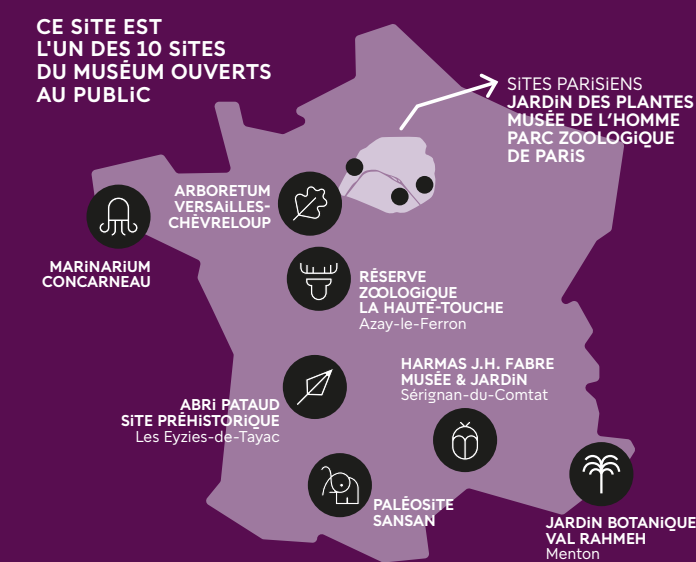 CE SiTE EST
L'UN DES 10 SiTES
DU MUSÉUM OUVERTS
AU PUBLiC
SiTES PARiSiENS
JARDiN DES PLANTES
MUSÉE DE L’HOMME
PARC ZOOLOGiQUE
DE PARiS
ARBORETUM
VERSAiLLES-
CHÈVRELOUP
MARiNARiUM
CONCARNEAU
RÉSERVE
ZOOLOGiQUE
LA HAUTE-TOUCHE
Azay-le-Ferron
HARMAS J.H. FABRE
MUSÉE & JARDiN
Sérignan-du-Comtat
ABRi PATAUD
SiTE PRÉHiSTORiQUE
Les Eyzies-de-Tayac
PALÉOSiTE
SANSAN
JARDiN BOTANiQUE
VAL RAHMEH
Menton